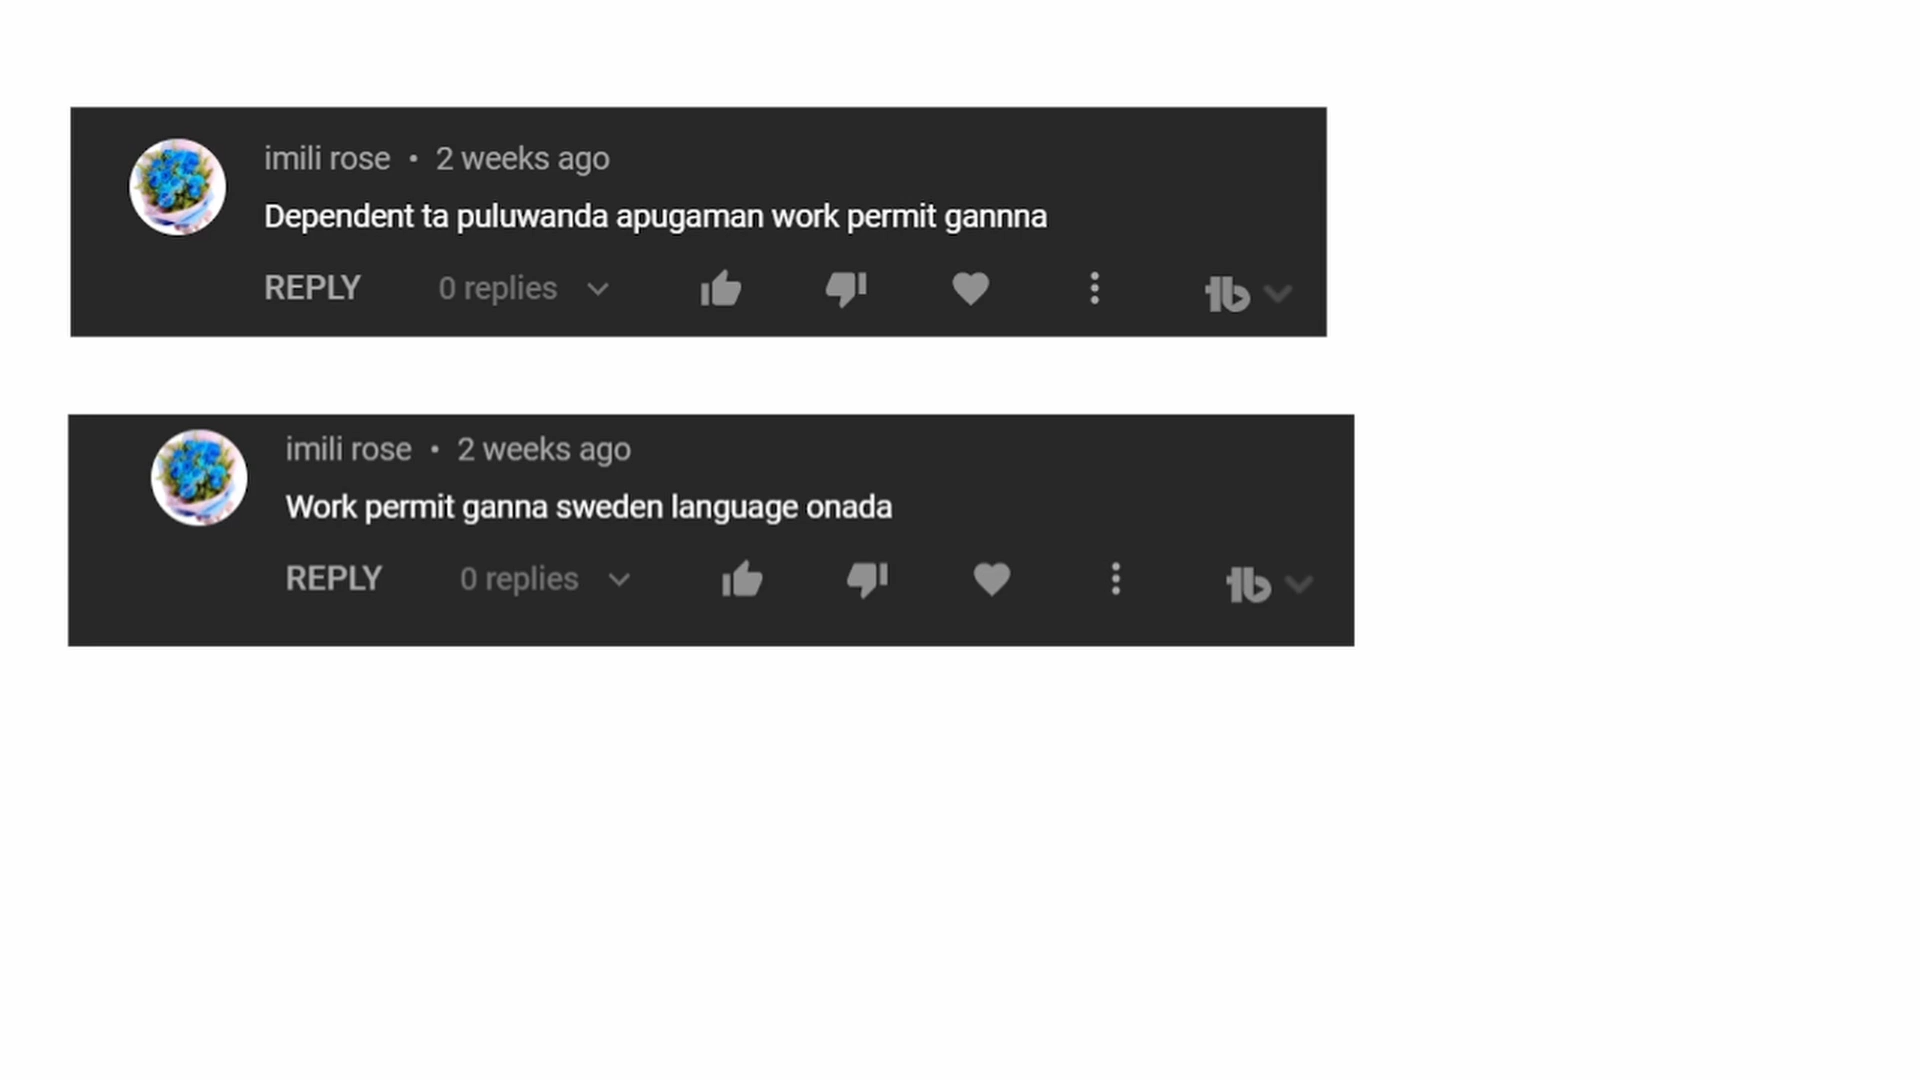 imili rose • 2 weeks ago
Dependent ta puluwanda apugaman work permit gannna
REPLY 0 replies
imili rose • 2 weeks ago
Work permit ganna sweden language onada
REPLY 0 replies